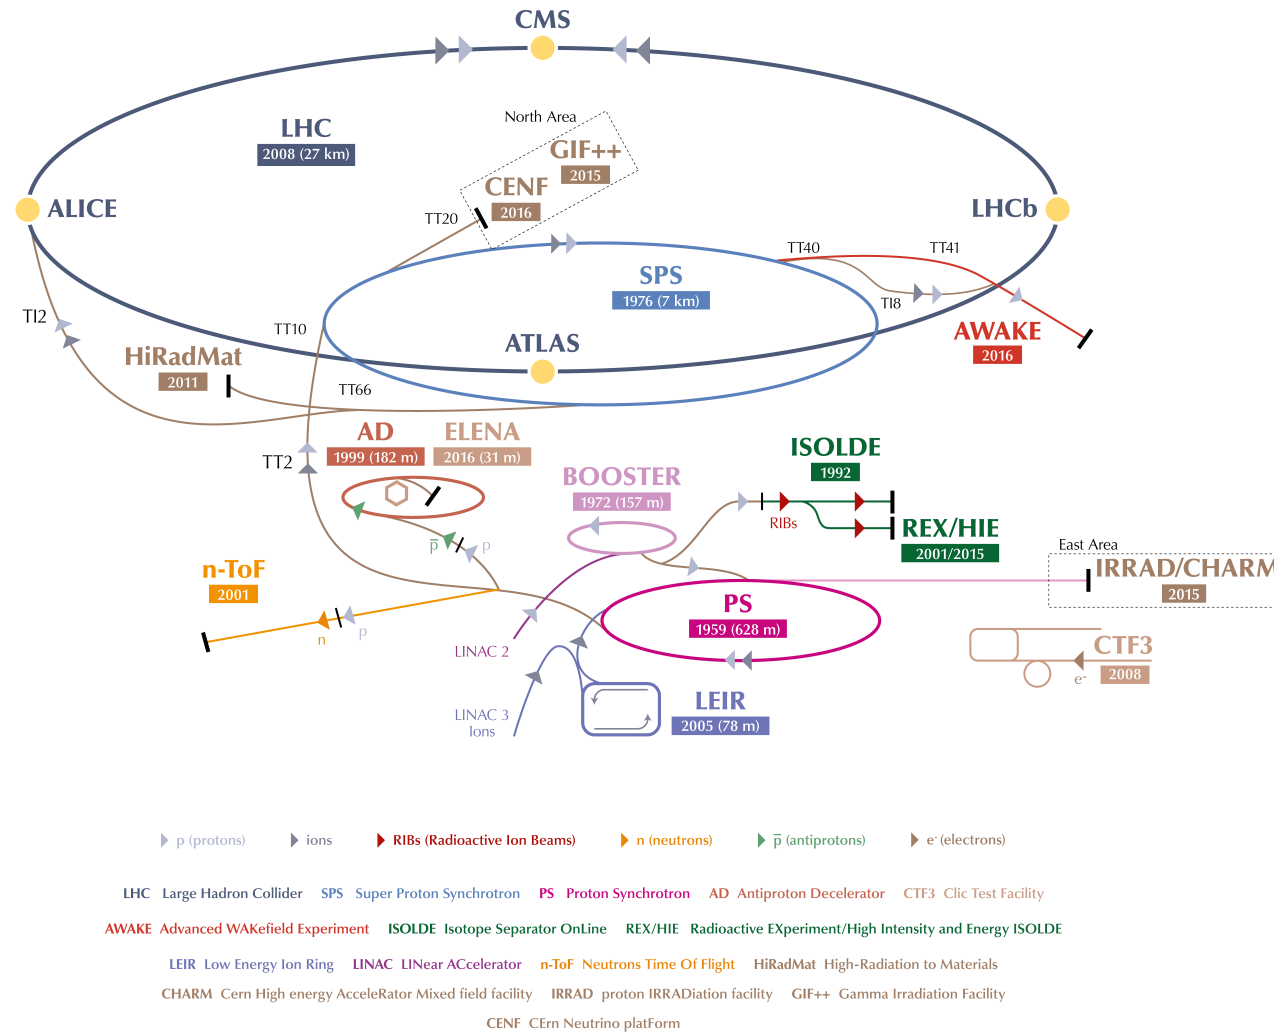 CMS
LHC
2008 (27 km)
North Area
GIF++
2015
CENF
2016
ALICE
LHCb
TT20
TT40
TT41
SPS
1976 (7 km)
TI8
TI2
TT10
AWAKE
2016
ATLAS
HiRadMat
2011
TT66
AD
1999 (182 m)
ELENA
2016 (31 m)
TT2
ISOLDE
1992
BOOSTER
1972 (157 m)
RIBs
REX/HIE
2001/2015
p̅
p
East Area
IRRAD/CHARM
2015
n-ToF
2001
PS
1959 (628 m)
n
p
LINAC 2
CTF3
2008
e-
LEIR
2005 (78 m)
LINAC 3
Ions
p (protons) ions RIBs (Radioactive Ion Beams) n (neutrons) p̅ (antiprotons) e- (electrons)
LHC Large Hadron Collider SPS Super Proton Synchrotron PS Proton Synchrotron AD Antiproton Decelerator CTF3 Clic Test Facility
AWAKE Advanced WAKefield Experiment ISOLDE Isotope Separator OnLine REX/HIE Radioactive EXperiment/High Intensity and Energy ISOLDE
LEIR Low Energy Ion Ring LINAC LINear ACcelerator n-ToF Neutrons Time Of Flight HiRadMat High-Radiation to Materials
CHARM Cern High energy AcceleRator Mixed field facility IRRAD proton IRRADiation facility GIF++ Gamma Irradiation Facility
CENF CErn Neutrino platForm